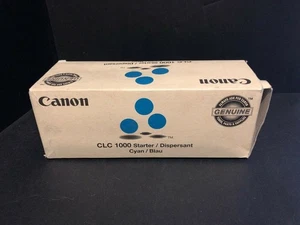 Canon
CLC 1000 Starter / Dispersant
Cyan / Blau
GENUINE
Canon